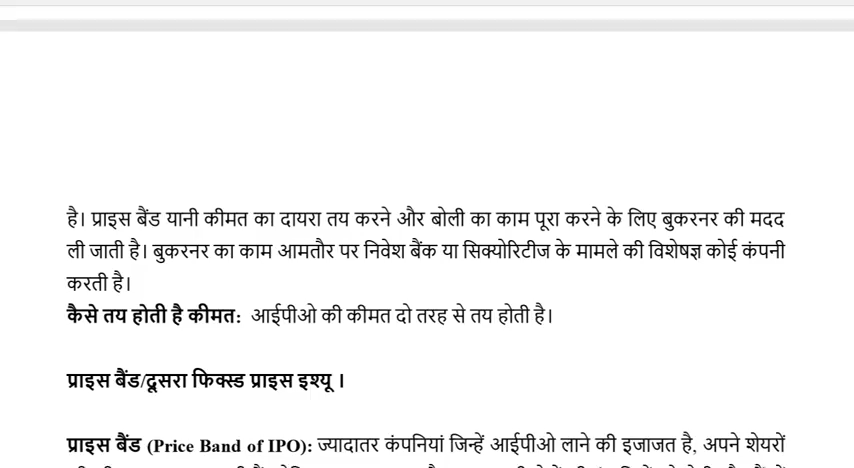 है। प्राइस बैंड यानी कीमत का दायरा तय करने और बोली का काम पूरा करने के लिए बुकरनर की मदद
ली जाती है। बुकरनर का काम आमतौर पर निवेश बैंक या सिक्योरिटीज के मामले की विशेषज्ञ कोई कंपनी
करती है।
कैसे तय होती है कीमत: आईपीओ की कीमत दो तरह से तय होती है।
प्राइस बैंड/दूसरा फिक्स्ड प्राइस इश्यू ।
प्राइस बैंड (Price Band of IPO): ज्यादातर कंपनियां जिन्हें आईपीओ लाने की इजाजत है, अपने शेयरों